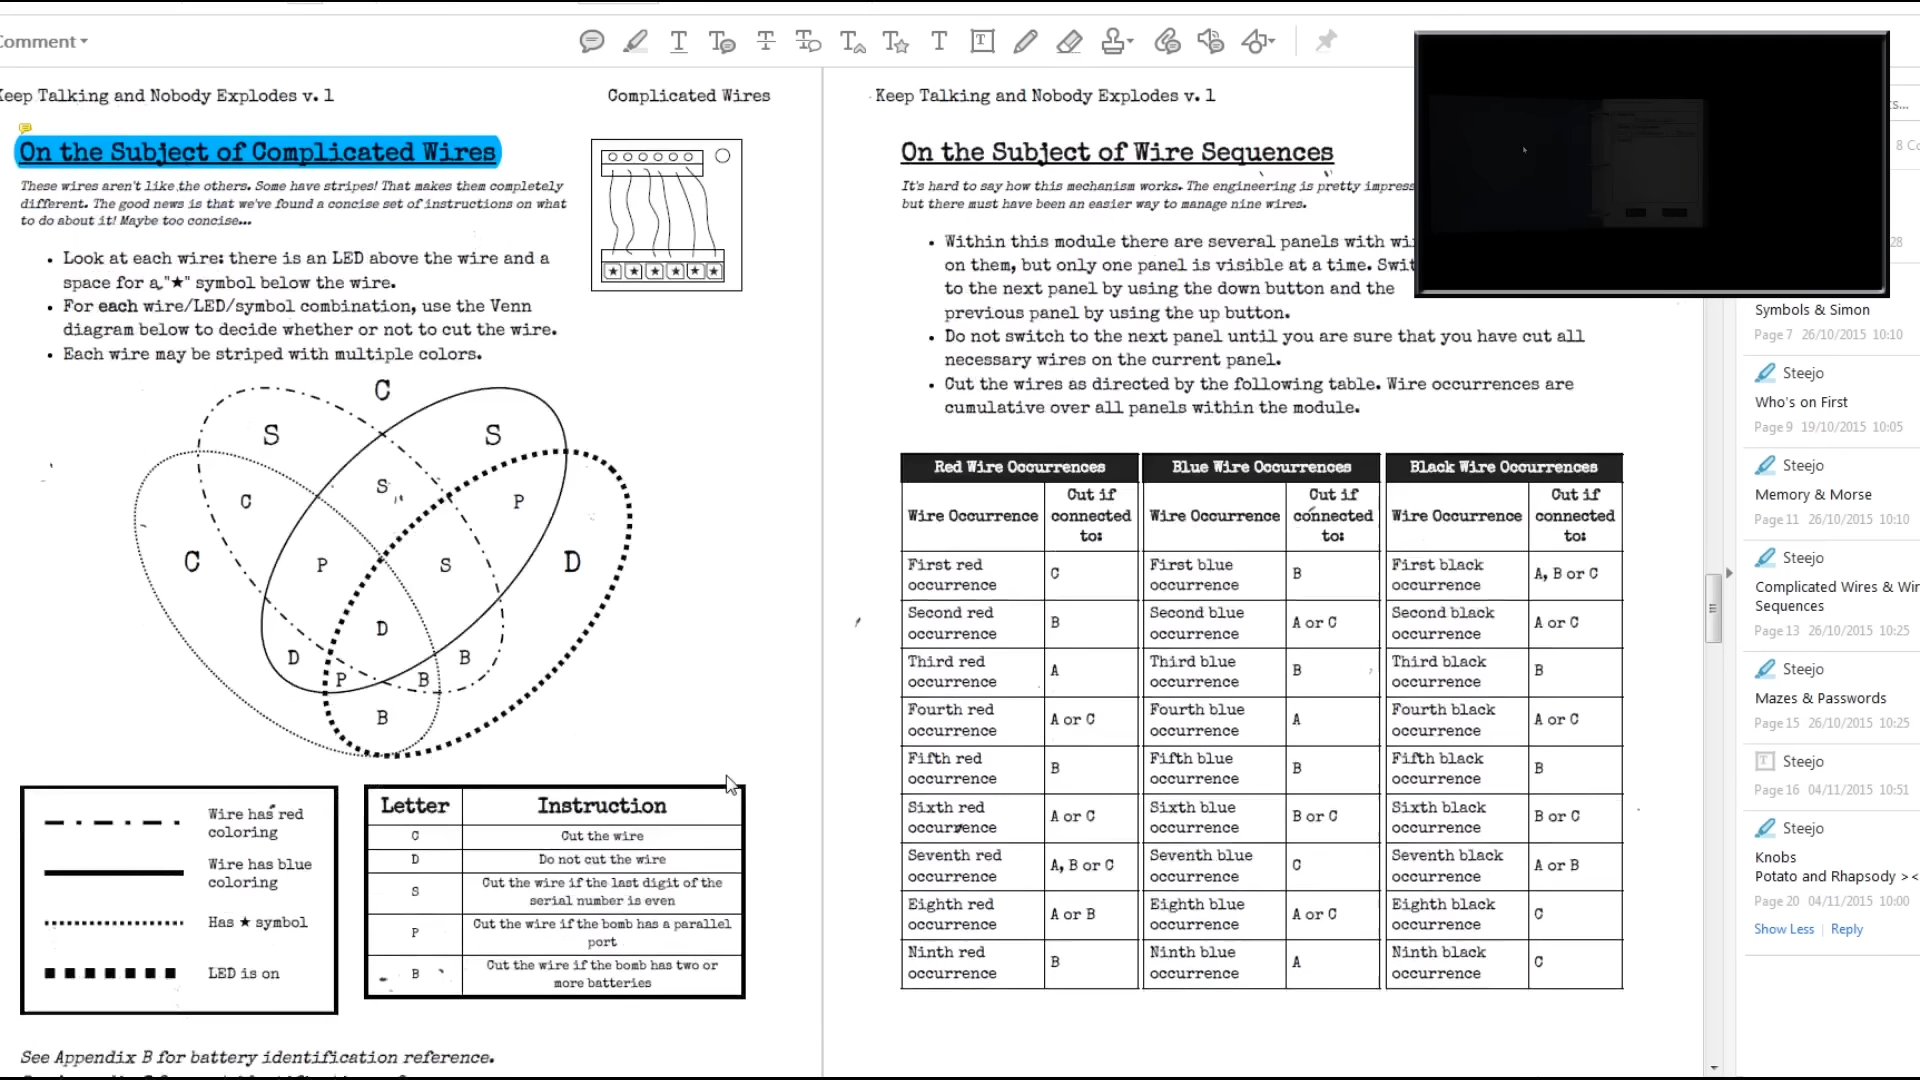 Comment
Keep Talking and Nobody Explodes v. 1
Complicated Wires
On the Subject of Complicated Wires
These wires aren't like the others. Some have stripes! That makes them completely
different. The good news is that we've found a concise set of instructions on what
to do about it! Maybe too concise...
• Look at each wire: there is an LED above the wire and a
space for a "★" symbol below the wire.
• For each wire/LED/symbol combination, use the Venn
diagram below to decide whether or not to cut the wire.
• Each wire may be striped with multiple colors.
C
S
S
S
C
P
C
P
S
D
D
D
B
P
B
B
Wire has red
coloring
Wire has blue
coloring
Has ★ symbol
LED is on
Letter Instruction
C Cut the wire
D Do not cut the wire
S Cut the wire if the last digit of the
serial number is even
P Cut the wire if the bomb has a parallel
port
B Cut the wire if the bomb has two or
more batteries
See Appendix B for battery identification reference.
Keep Talking and Nobody Explodes v. 1
On the Subject of Wire Sequences
It's hard to say how this mechanism works. The engineering is pretty
but there must have been an easier way to manage nine wires.
• Within this module there are several panels with
on them, but only one panel is visible at a time.
to the next panel by using the down button and the
previous panel by using the up button.
• Do not switch to the next panel until you are sure that you have cut all
necessary wires on the current panel.
• Cut the wires as directed by the following table. Wire occurrences are
cumulative over all panels within the module.
Red Wire Occurrences
Wire Occurrence Cut if connected to:
First red occurrence C
Second red occurrence B
Third red occurrence A
Fourth red occurrence A or C
Fifth red occurrence B
Sixth red occurrence A or C
Seventh red occurrence A, B or C
Eighth red occurrence A or B
Ninth red occurrence B
Blue Wire Occurrences
Wire Occurrence Cut if connected to:
First blue occurrence B
Second blue occurrence A or C
Third blue occurrence B
Fourth blue occurrence A
Fifth blue occurrence B
Sixth blue occurrence B or C
Seventh blue occurrence C
Eighth blue occurrence A or C
Ninth blue occurrence A
Black Wire Occurrences
Wire Occurrence Cut if connected to:
First black occurrence A, B or C
Second black occurrence A or C
Third black occurrence B
Fourth black occurrence A or C
Fifth black occurrence B
Sixth black occurrence B or C
Seventh black occurrence A or B
Eighth black occurrence C
Ninth black occurrence C
Symbols & Simon
Page 7 26/10/2015 10:10
Steejo
Who's on First
Page 9 19/10/2015 10:05
Steejo
Memory & Morse
Page 11 26/10/2015 10:10
Steejo
Complicated Wires &
Sequences
Page 13 26/10/2015 10:25
Steejo
Mazes & Passwords
Page 15 26/10/2015 10:25
Steejo
Page 16 04/11/2015 10:51
Steejo
Knobs
Potato and Rhapsody ><
Page 20 04/11/2015 10:00
Show Less | Reply